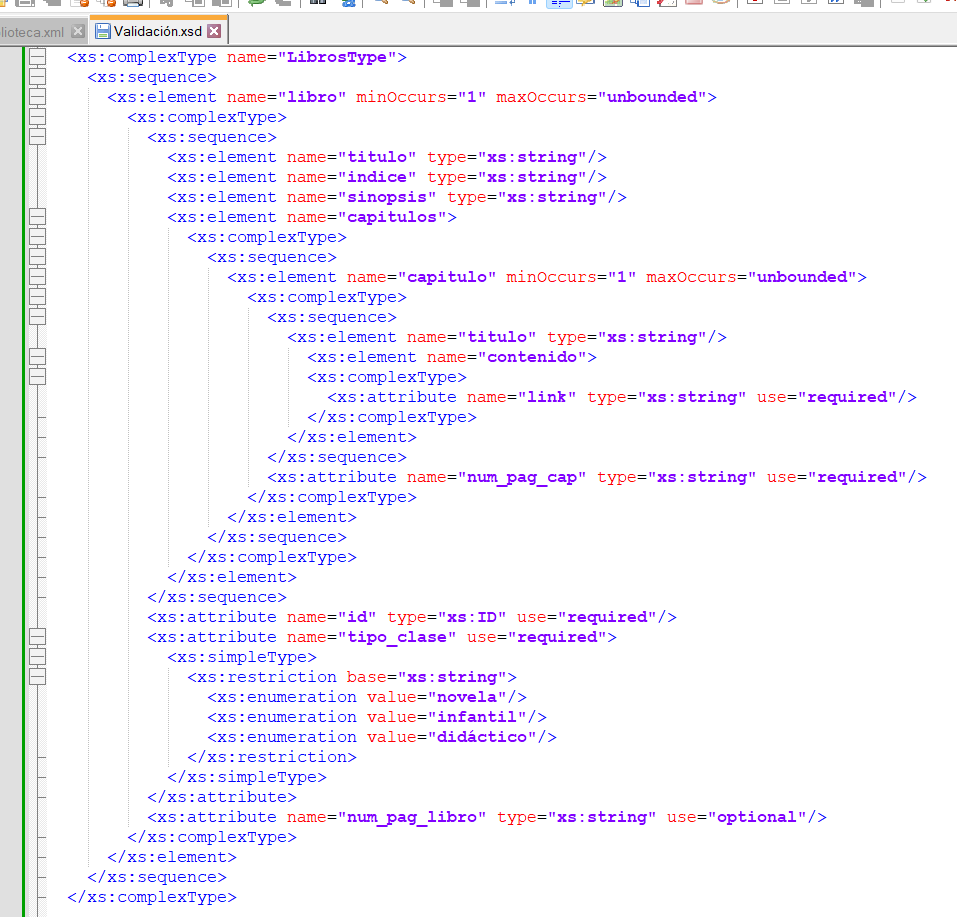 lioteca.xml Validación.xsd
<xs:complexType name="LibrosType">
<xs:sequence>
<xs:element name="libro" minOccurs="1" maxOccurs="unbounded">
<xs:complexType>
<xs:sequence>
<xs:element name="titulo" type="xs:string"/>
<xs:element name="indice" type="xs:string"/>
<xs:element name="sinopsis" type="xs:string"/>
<xs:element name="capitulos">
<xs:complexType>
<xs:sequence>
<xs:element name="capitulo" minOccurs="1" maxOccurs="unbounded">
<xs:complexType>
<xs:sequence>
<xs:element name="titulo" type="xs:string"/>
<xs:element name="contenido">
<xs:complexType>
<xs:attribute name="link" type="xs:string" use="required"/>
</xs:complexType>
</xs:element>
</xs:sequence>
<xs:attribute name="num_pag_cap" type="xs:string" use="required"/>
</xs:complexType>
</xs:element>
</xs:sequence>
</xs:complexType>
</xs:element>
</xs:sequence>
<xs:attribute name="id" type="xs:ID" use="required"/>
<xs:attribute name="tipo_clase" use="required">
<xs:simpleType>
<xs:restriction base="xs:string">
<xs:enumeration value="novela"/>
<xs:enumeration value="infantil"/>
<xs:enumeration value="didáctico"/>
</xs:restriction>
</xs:simpleType>
</xs:attribute>
<xs:attribute name="num_pag_libro" type="xs:string" use="optional"/>
</xs:complexType>
</xs:element>
</xs:sequence>
</xs:complexType>